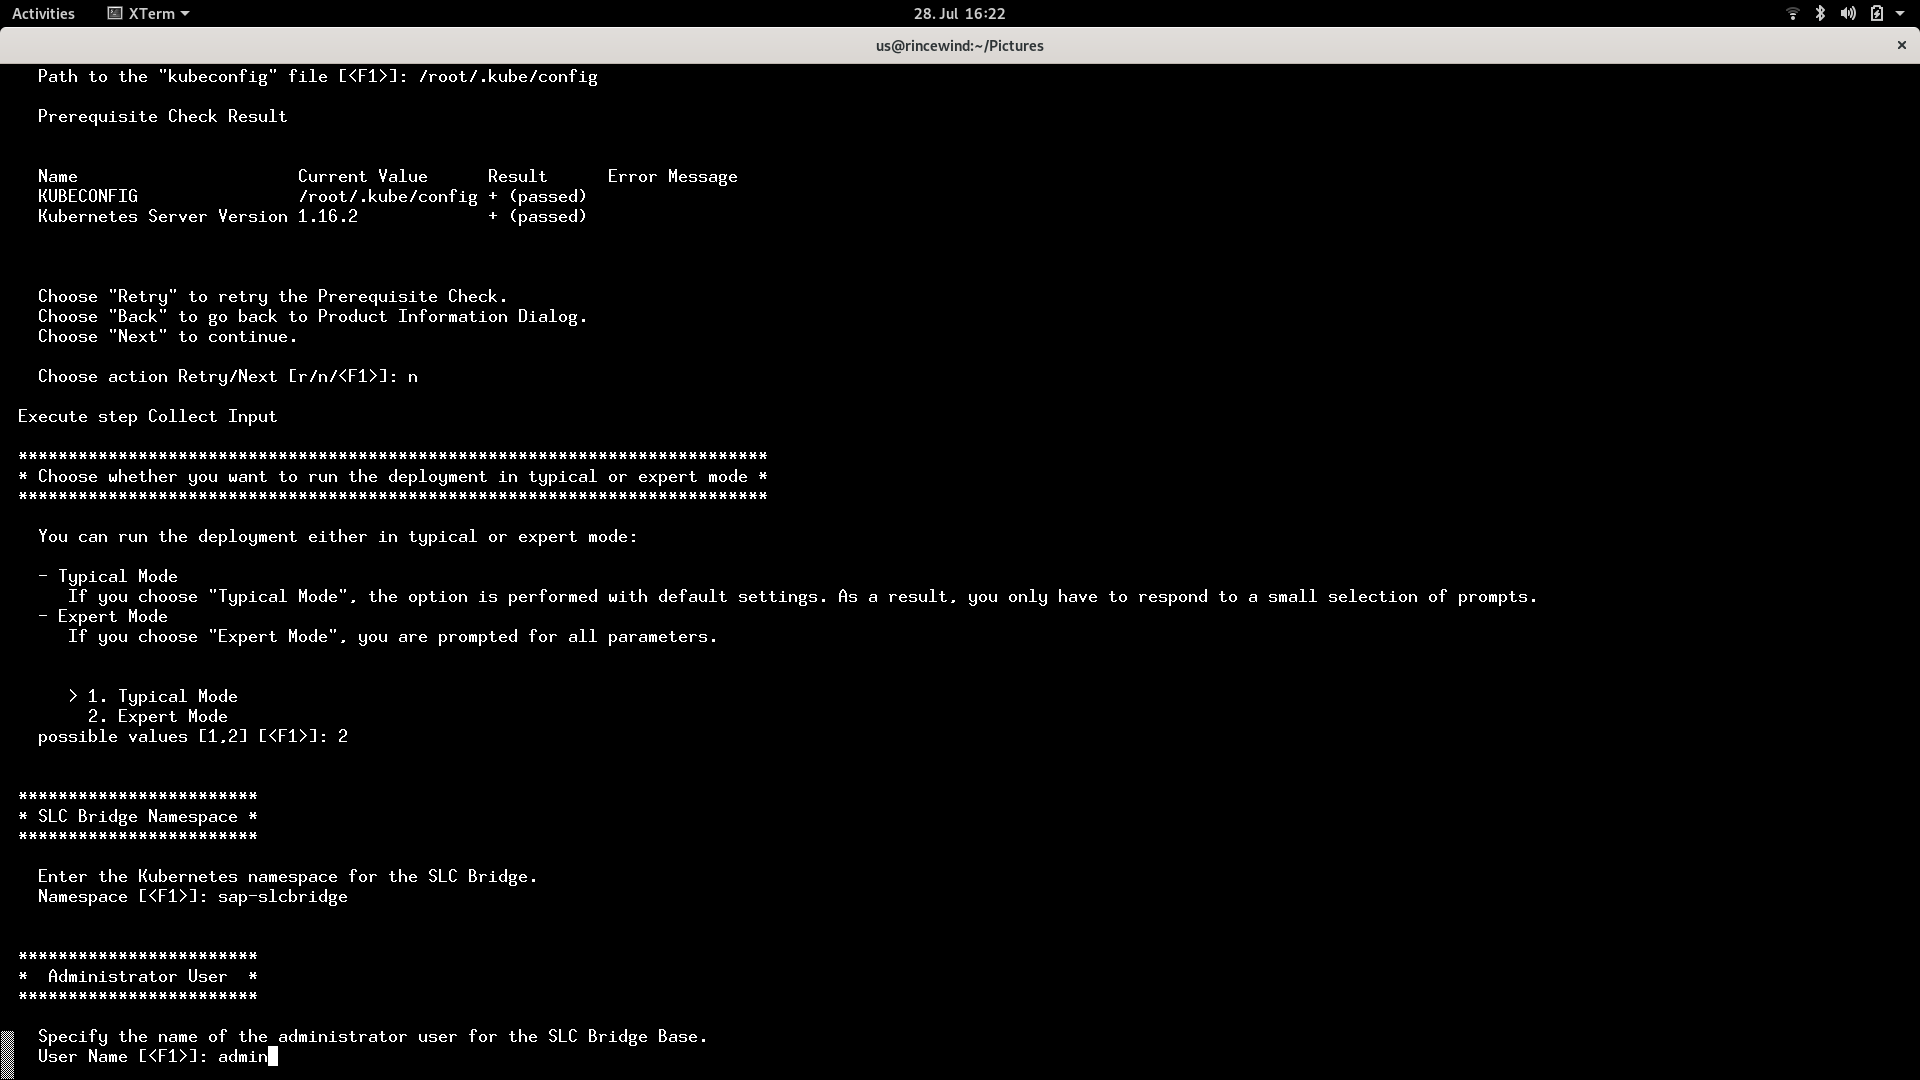 Activities XTerm 28. Jul 16:22
us@rincewind:~/Pictures ×
Path to the "kubeconfig" file [<F1>]: /root/.kube/config
Prerequisite Check Result
Name Current Value Result Error Message
KUBECONFIG /root/.kube/config + (passed)
Kubernetes Server Version 1.16.2 + (passed)
Choose "Retry" to retry the Prerequisite Check.
Choose "Back" to go back to Product Information Dialog.
Choose "Next" to continue.
Choose action Retry/Next [r/n/<F1>]: n
Execute step Collect Input
***************************************************************************
* Choose whether you want to run the deployment in typical or expert mode *
***************************************************************************
You can run the deployment either in typical or expert mode:
- Typical Mode
If you choose "Typical Mode", the option is performed with default settings. As a result, you only have to respond to a small selection of prompts.
- Expert Mode
If you choose "Expert Mode", you are prompted for all parameters.
> 1. Typical Mode
2. Expert Mode
possible values [1,2] [<F1>]: 2
************************
* SLC Bridge Namespace *
************************
Enter the Kubernetes namespace for the SLC Bridge.
Namespace [<F1>]: sap-slcbridge
************************
*  Administrator User  *
************************
Specify the name of the administrator user for the SLC Bridge Base.
User Name [<F1>]: admin